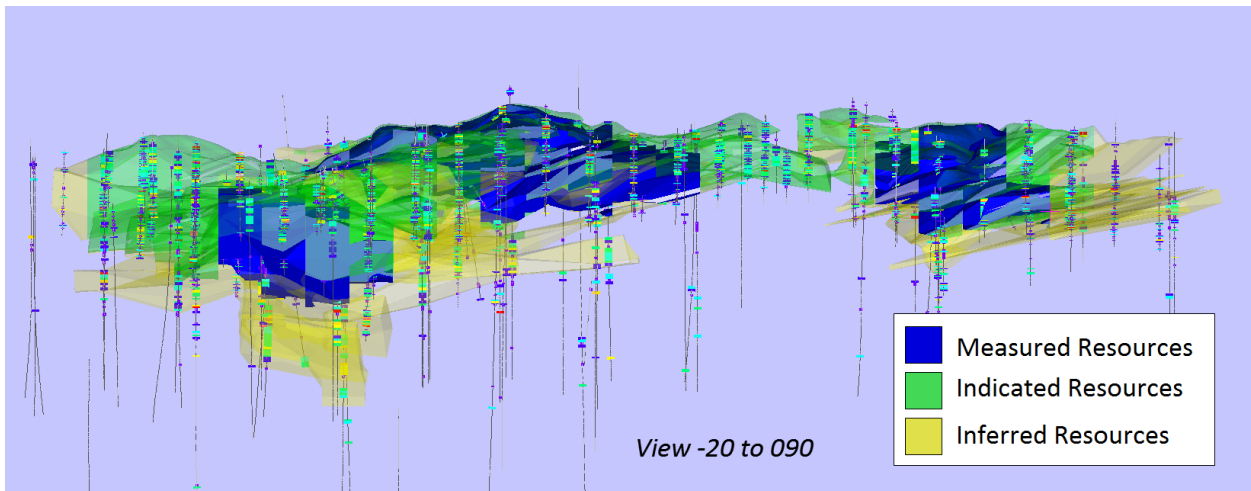 Measured Resources
Indicated Resources
Inferred Resources
View -20 to 090